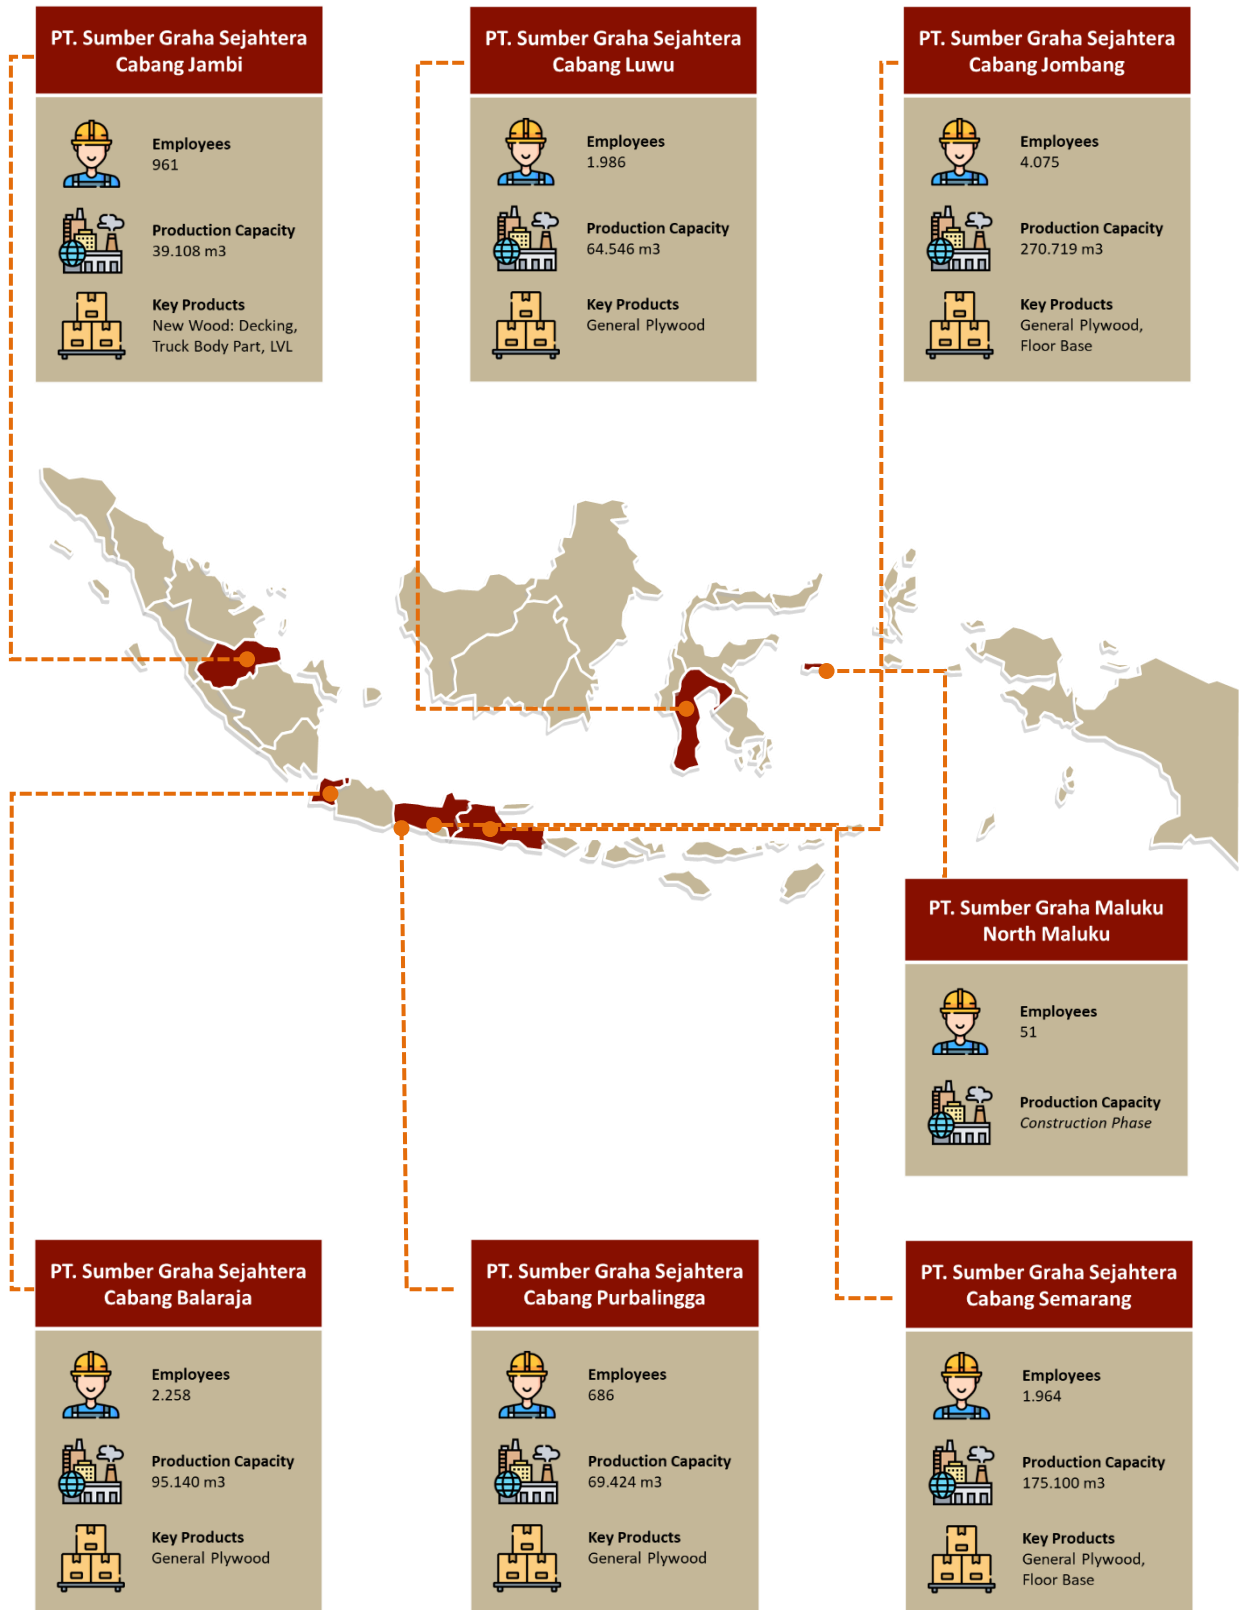 PT. Sumber Graha Sejahtera
Cabang Jambi
Employees
961
Production Capacity
39.108 m3
Key Products
New Wood: Decking,
Truck Body Part, LVL
PT. Sumber Graha Sejahtera
Cabang Luwu
Employees
1.986
Production Capacity
64.546 m3
Key Products
General Plywood
PT. Sumber Graha Sejahtera
Cabang Jombang
Employees
4.075
Production Capacity
270.719 m3
Key Products
General Plywood,
Floor Base
PT. Sumber Graha Maluku
North Maluku
Employees
51
Production Capacity
Construction Phase
PT. Sumber Graha Sejahtera
Cabang Balaraja
Employees
2.258
Production Capacity
95.140 m3
Key Products
General Plywood
PT. Sumber Graha Sejahtera
Cabang Purbalingga
Employees
686
Production Capacity
69.424 m3
Key Products
General Plywood
PT. Sumber Graha Sejahtera
Cabang Semarang
Employees
1.964
Production Capacity
175.100 m3
Key Products
General Plywood,
Floor Base